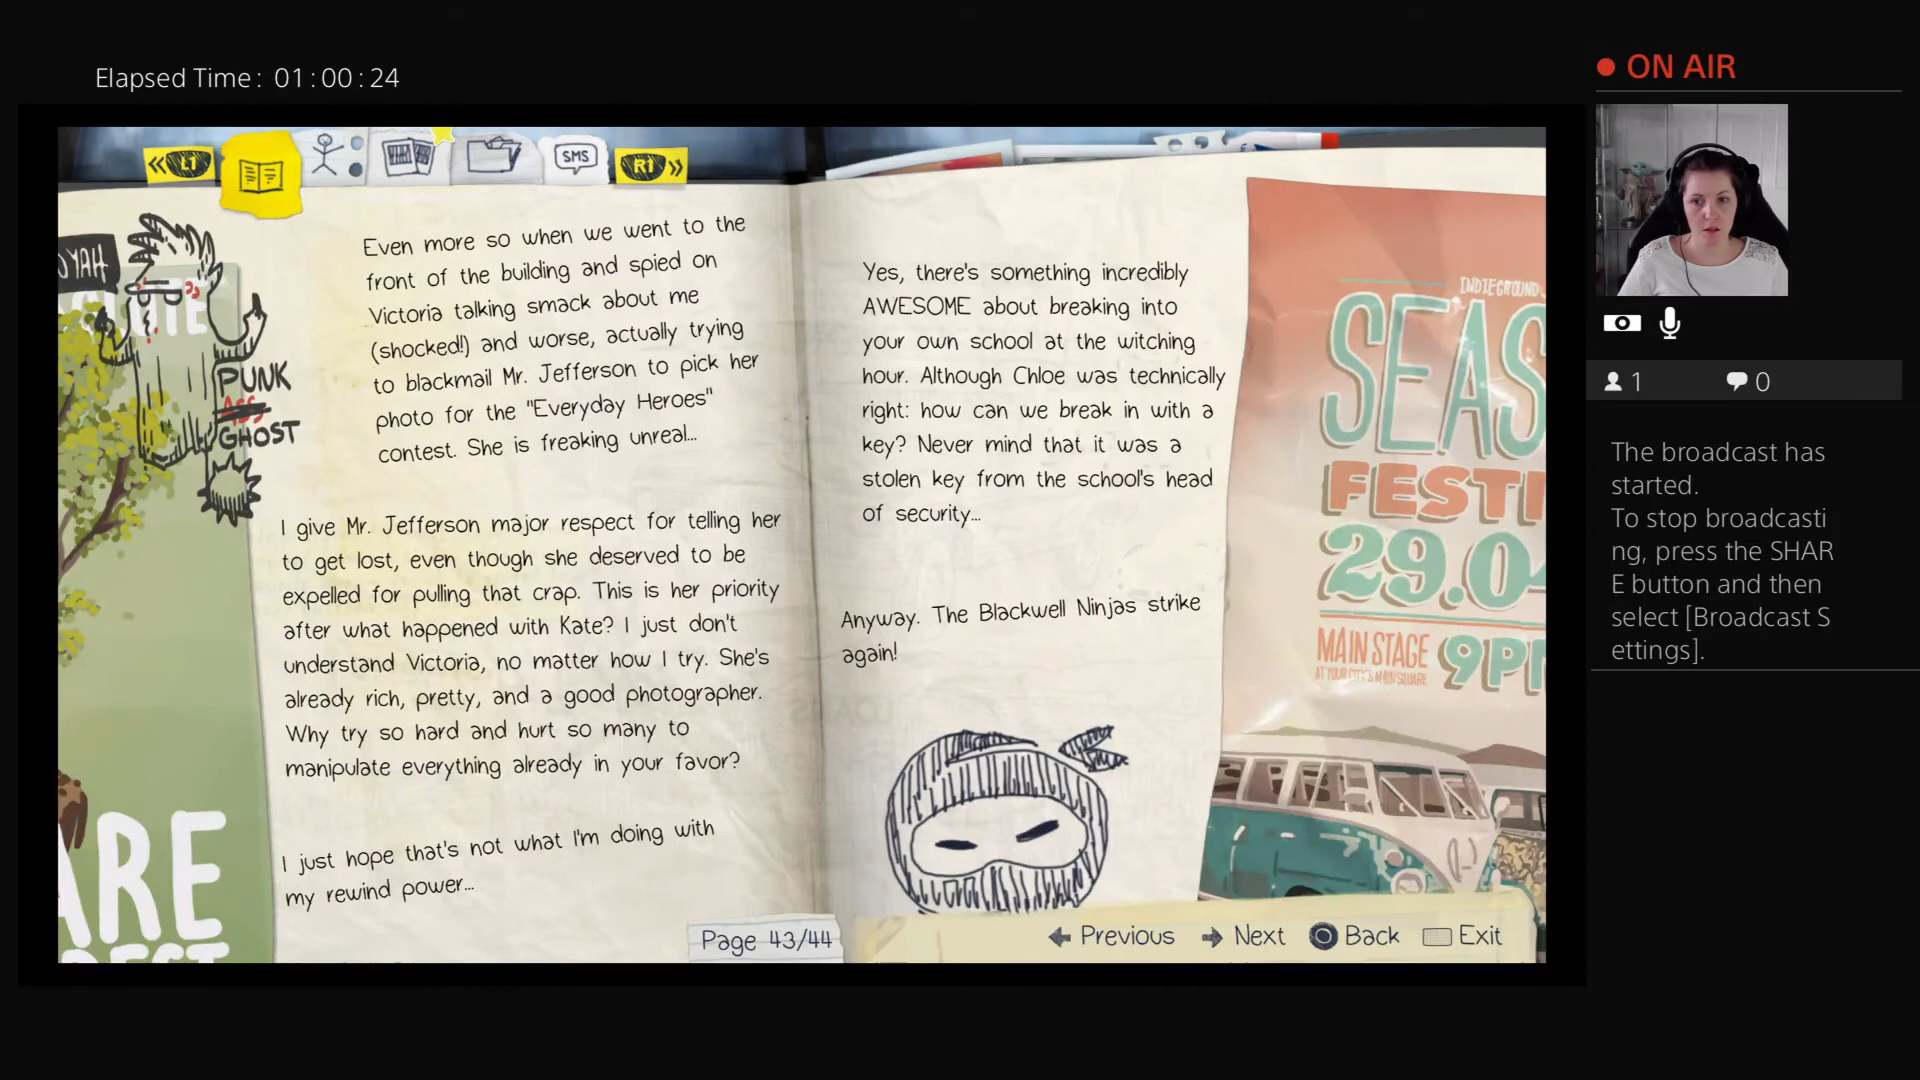 Elapsed Time: 01:00:24
ON AIR
L1
SMS
R1
Even more so when we went to the
front of the building and spied on
Victoria talking smack about me
(shocked!) and worse, actually trying
to blackmail Mr. Jefferson to pick her
photo for the "Everyday Heroes"
contest. She is freaking unreal...
PUNK
ASS
GHOST
I give Mr. Jefferson major respect for telling her
to get lost, even though she deserved to be
expelled for pulling that crap. This is her priority
after what happened with Kate? I just don't
understand Victoria, no matter how I try. She's
already rich, pretty, and a good photographer.
Why try so hard and hurt so many to
manipulate everything already in your favor?
I just hope that's not what I'm doing with
my rewind power...
ARE
Yes, there's something incredibly
AWESOME about breaking into
your own school at the witching
hour. Although Chloe was technically
right: how can we break in with a
key? Never mind that it was a
stolen key from the school's head
of security...
Anyway. The Blackwell Ninjas strike
again!
INDIEGROUND
SEAS
FESTI
29.04
MAIN STAGE
AT YOUR CITY'S MAIN SQUARE
9PM
Page 43/44
Previous
Next
Back
Exit
1
0
The broadcast has
started.
To stop broadcasti
ng, press the SHAR
E button and then
select [Broadcast S
ettings].